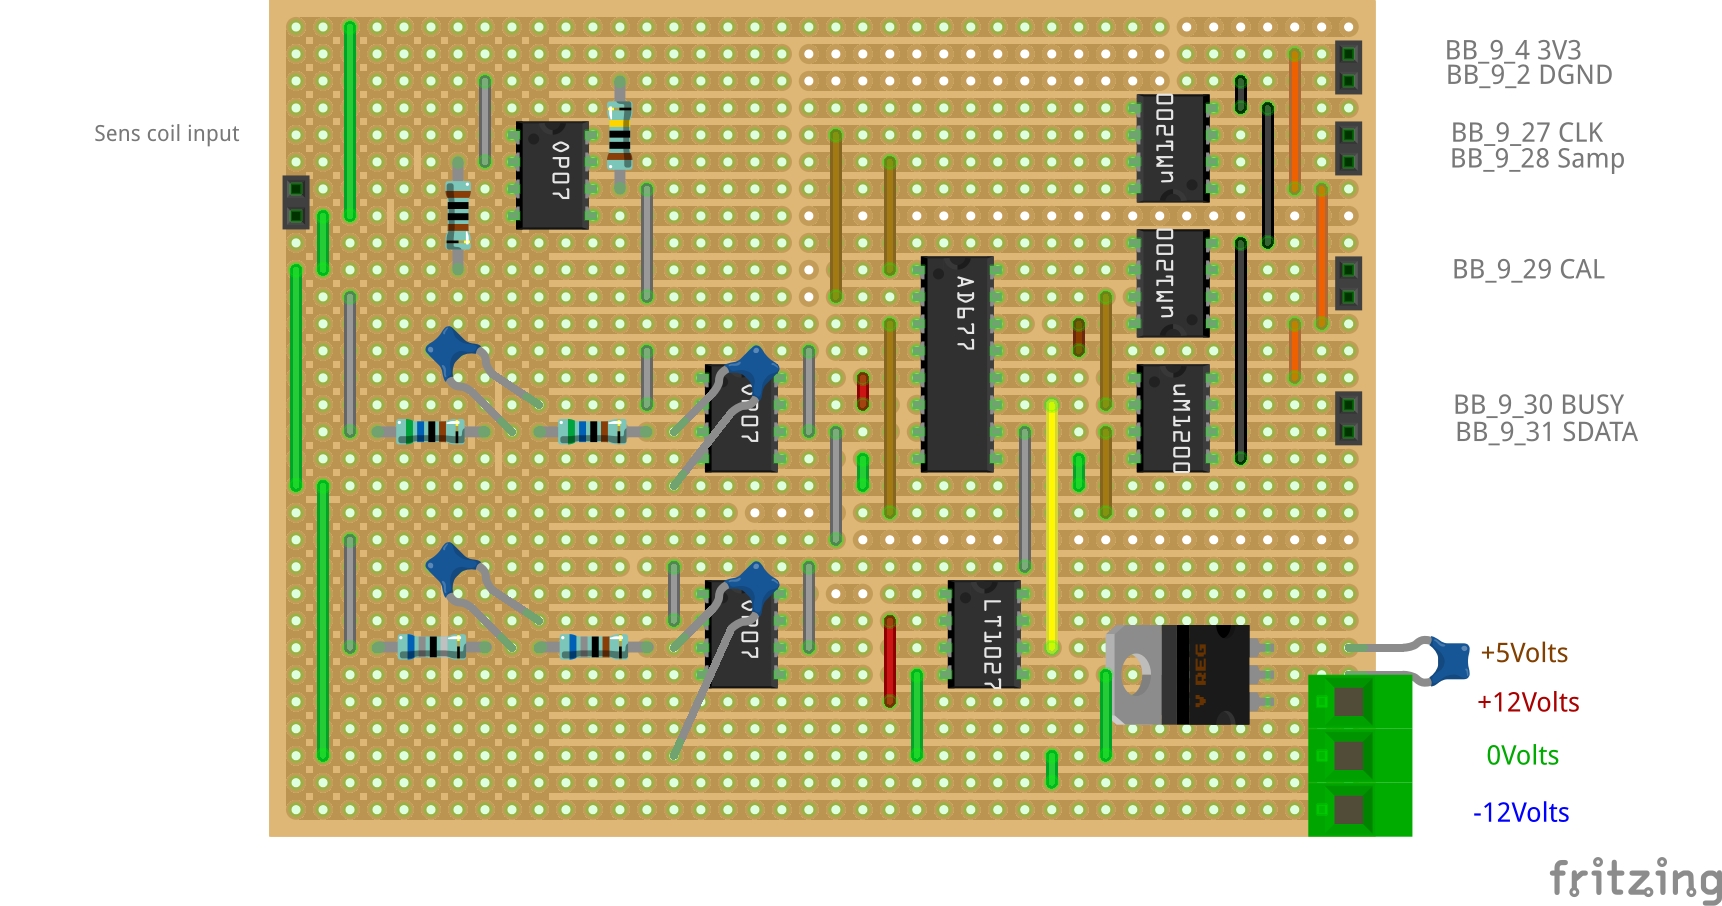 BB_9_4 3V3
BB_9_2 DGND
Sens coil input
BB_9_27 CLK
BB_9_28 Samp
OP07
uM1200
BB_9_29 CAL
uM1200
AD677
OP07
uM1200
BB_9_30 BUSY
BB_9_31 SDATA
OP07
LT1027
V REG
+5Volts
+12Volts
0Volts
-12Volts
fritzing